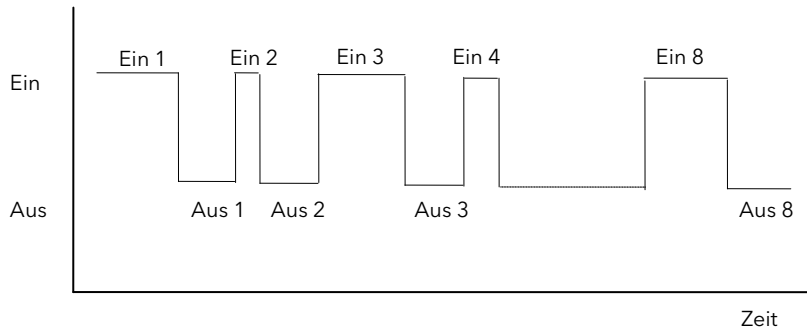 Ein 1 Ein 2 Ein 3 Ein 4 Ein 8
Ein
Aus Aus 1 Aus 2 Aus 3 Aus 8
Zeit